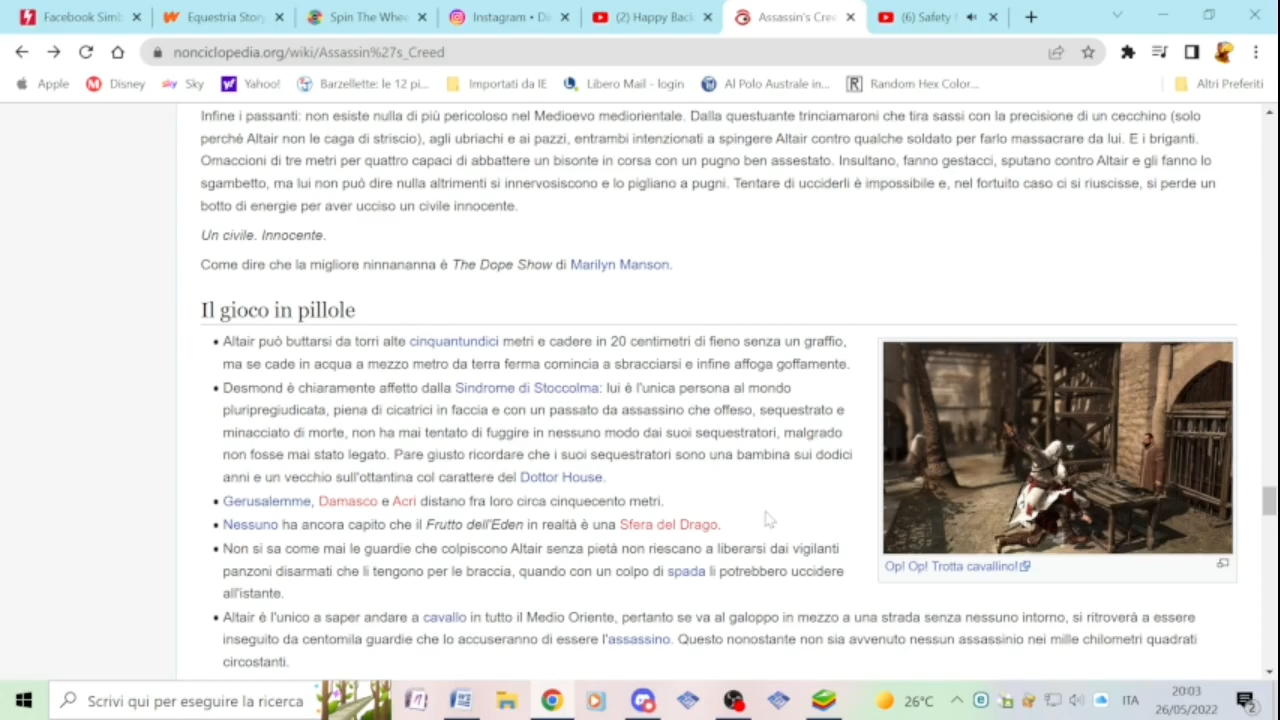 Facebook Simb
Equestria Story
Spin The Whee
Instagram • Di
(2) Happy Back
Assassin's Cree
(6) Safety
nonciclopedia.org/wiki/Assassin%27s_Creed
Apple
Disney
sky Sky
Yahoo!
Barzellette: le 12 pi...
Importati da IE
Libero Mail - login
Al Polo Australe in...
Random Hex Color...
Altri Preferiti
Infine i passanti: non esiste nulla di più pericoloso nel Medioevo mediorientale. Dalla questuante trinciamaroni che tira sassi con la precisione di un cecchino (solo
perché Altair non le caga di striscio), agli ubriachi e ai pazzi, entrambi intenzionati a spingere Altair contro qualche soldato per farlo massacrare da lui. E i briganti.
Omaccioni di tre metri per quattro capaci di abbattere un bisonte in corsa con un pugno ben assestato. Insultano, fanno gestacci, sputano contro Altair e gli fanno lo
sgambetto, ma lui non può dire nulla altrimenti si innervosiscono e lo pigliano a pugni. Tentare di ucciderli è impossibile e, nel fortuito caso ci si riuscisse, si perde un
botto di energie per aver ucciso un civile innocente.
Un civile. Innocente.
Come dire che la migliore ninnananna è The Dope Show di Marilyn Manson.
Il gioco in pillole
• Altair può buttarsi da torri alte cinquantundici metri e cadere in 20 centimetri di fieno senza un graffio,
ma se cade in acqua a mezzo metro da terra ferma comincia a sbracciarsi e infine affoga goffamente.
• Desmond è chiaramente affetto dalla Sindrome di Stoccolma: lui è l'unica persona al mondo
pluripregiudicata, piena di cicatrici in faccia e con un passato da assassino che offeso, sequestrato e
minacciato di morte, non ha mai tentato di fuggire in nessuno modo dai suoi sequestratori, malgrado
non fosse mai stato legato. Pare giusto ricordare che i suoi sequestratori sono una bambina sui dodici
anni e un vecchio sull'ottantina col carattere del Dottor House.
• Gerusalemme, Damasco e Acri distano fra loro circa cinquecento metri.
• Nessuno ha ancora capito che il Frutto dell'Eden in realtà è una Sfera del Drago.
• Non si sa come mai le guardie che colpiscono Altair senza pietà non riescano a liberarsi dai vigilanti
panzoni disarmati che li tengono per le braccia, quando con un colpo di spada li potrebbero uccidere
all'istante.
Op! Op! Trotta cavallino!
• Altair è l'unico a saper andare a cavallo in tutto il Medio Oriente, pertanto se va al galoppo in mezzo a una strada senza nessuno intorno, si ritroverà a essere
inseguito da centomila guardie che lo accuseranno di essere l'assassino. Questo nonostante non sia avvenuto nessun assassinio nei mille chilometri quadrati
circostanti.
Scrivi qui per eseguire la ricerca
26°C
ITA
20:03
26/05/2022
2